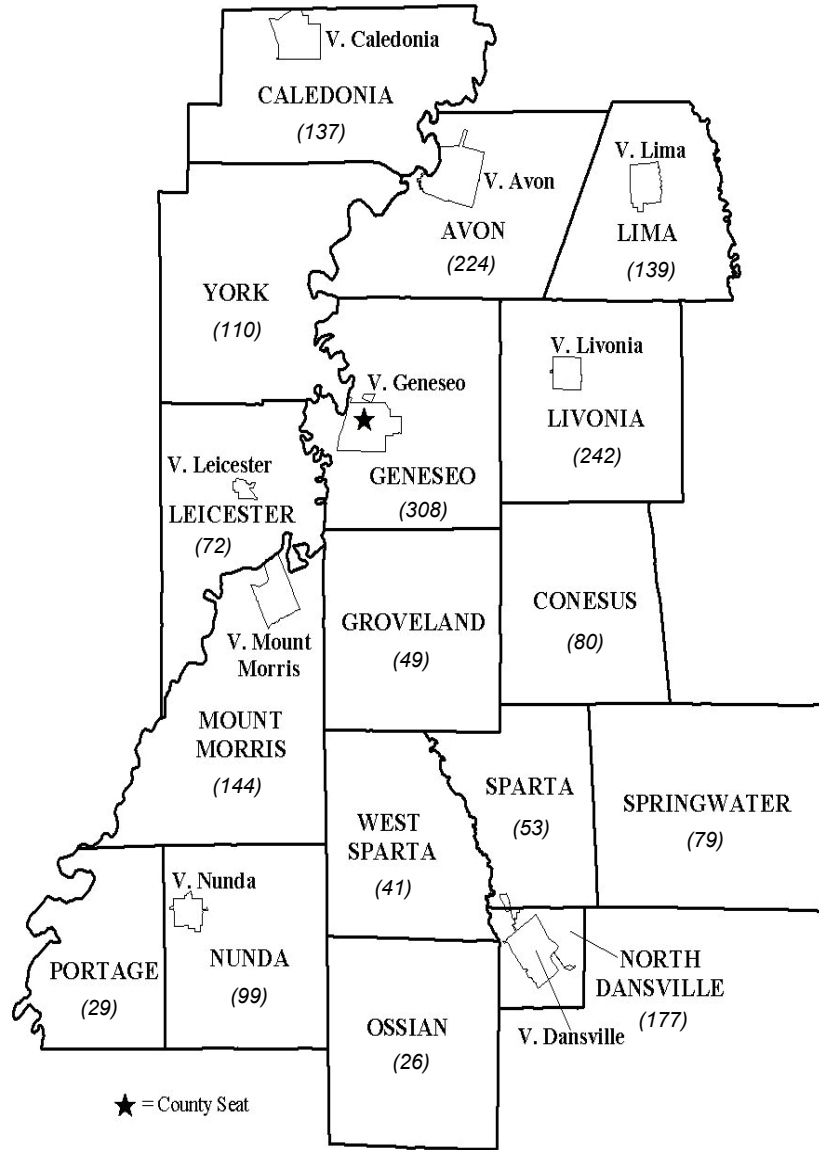 V. Caledonia
CALEDONIA
(137)
V. Avon
AVON
(224)
V. Lima
LIMA
(139)
YORK
(110)
V. Livonia
LIVONIA
(242)
V. Geneseo
GENESEO
(308)
V. Leicester
LEICESTER
(72)
GROVELAND
(49)
CONESUS
(80)
V. Mount
Morris
MOUNT
MORRIS
(144)
WEST
SPARTA
(41)
SPARTA
(53)
SPRINGWATER
(79)
V. Nunda
NUNDA
(99)
PORTAGE
(29)
NORTH
DANSVILLE
(177)
V. Dansville
OSSIAN
(26)
= County Seat